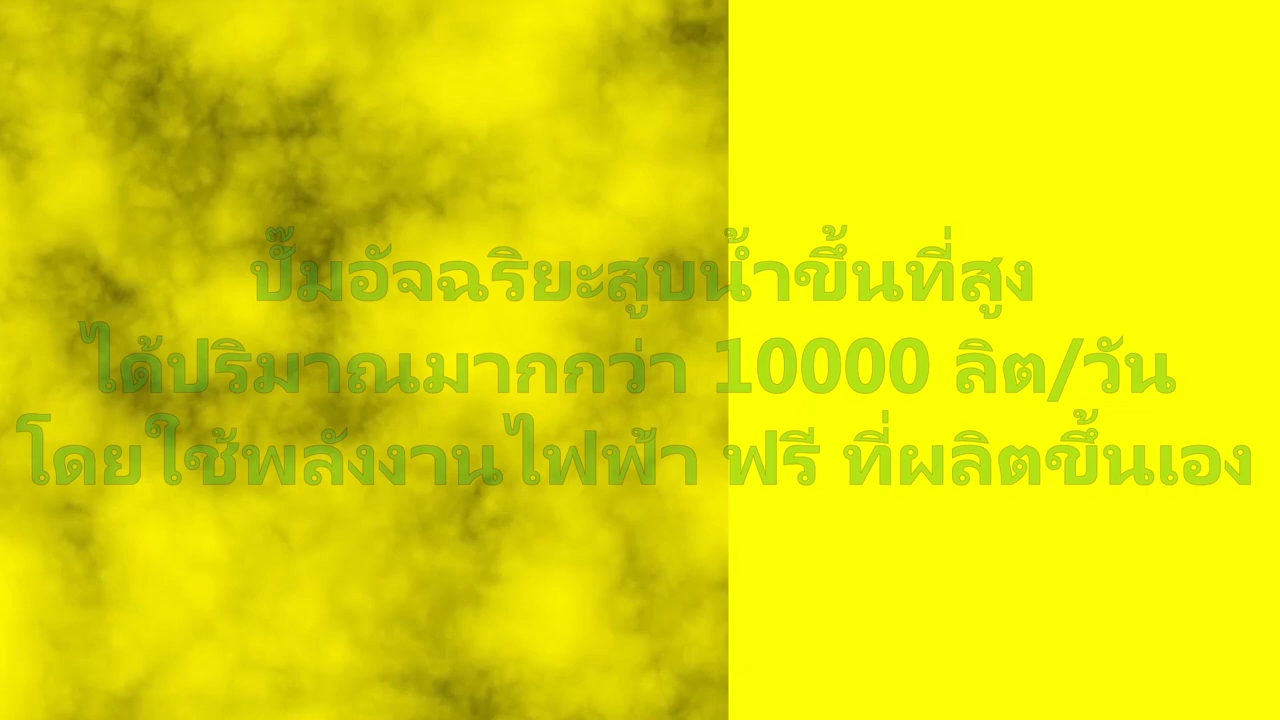 ปั๊มอัจฉริยะสูบน้ำขึ้นที่สูง
ได้ปริมาณมากกว่า 10000 ลิต/วัน
โดยใช้พลังงานไฟฟ้า ฟรี ที่ผลิตขึ้นเอง